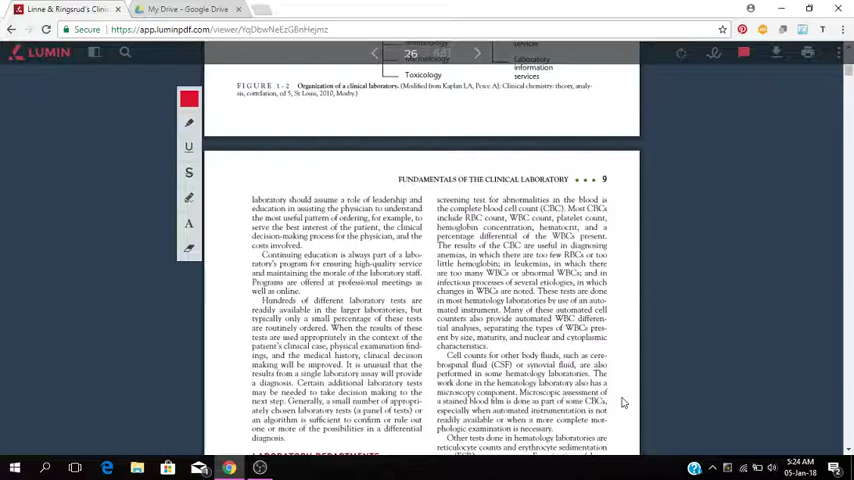 Linne & Ringsrud's Clinic
My Drive - Google Drive
Secure
https://app.luminpdf.com/viewer/YqDbwNeEzGBnHejmz
LUMIN
26
681
Microbiology
Toxicology
services
Laboratory
information
services
FIGURE 1-2 Organization of a clinical laboratory. (Modified from Kaplan LA, Pesce AJ: Clinical chemistry: theory, analy-
sis, correlation, ed 5, St Louis, 2010, Mosby.)
FUNDAMENTALS OF THE CLINICAL LABORATORY ● ● ● 9
laboratory should assume a role of leadership and
education in assisting the physician to understand
the most useful pattern of ordering, for example, to
serve the best interest of the patient, the clinical
decision-making process for the physician, and the
costs involved.
Continuing education is always part of a labo-
ratory's program for ensuring high-quality service
and maintaining the morale of the laboratory staff.
Programs are offered at professional meetings as
well as online.
Hundreds of different laboratory tests are
readily available in the larger laboratories, but
typically only a small percentage of these tests
are routinely ordered. When the results of these
tests are used appropriately in the context of the
patient's clinical case, physical examination find-
ings, and the medical history, clinical decision
making will be improved. It is unusual that the
results from a single laboratory assay will provide
a diagnosis. Certain additional laboratory tests
may be needed to take decision making to the
next step. Generally, a small number of appropri-
ately chosen laboratory tests (a panel of tests) or
an algorithm is sufficient to confirm or rule out
one or more of the possibilities in a differential
diagnosis.
LABORATORY DEPARTMENTS
screening test for abnormalities in the blood is
the complete blood cell count (CBC). Most CBCs
include RBC count, WBC count, platelet count,
hemoglobin concentration, hematocrit, and a
percentage differential of the WBCs present.
The results of the CBC are useful in diagnosing
anemias, in which there are too few RBCs or too
little hemoglobin; in leukemias, in which there
are too many WBCs or abnormal WBCs; and in
infectious processes of several etiologies, in which
changes in WBCs are noted. These tests are done
in most hematology laboratories by use of an auto-
mated instrument. Many of these automated cell
counters also provide automated WBC differen-
tial analyses, separating the types of WBCs pres-
ent by size, maturity, and nuclear and cytoplasmic
characteristics.
Cell counts for other body fluids, such as cere-
brospinal fluid (CSF) or synovial fluid, are also
performed in some hematology laboratories. The
work done in the hematology laboratory also has a
microscopy component. Microscopic assessment of
a stained blood film is done as part of some CBCs,
especially when automated instrumentation is not
readily available or when a more complete mor-
phologic examination is necessary.
Other tests done in hematology laboratories are
reticulocyte counts and erythrocyte sedimentation
5:24 AM
05-Jan-18